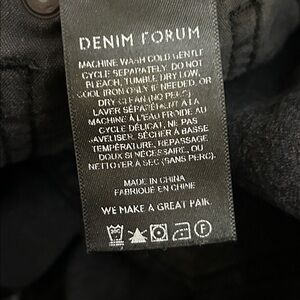 DENIM FORUM
MACHINE WASH COLD GENTLE
CYCLE SEPARATELY. DO NOT
BLEACH, TUMBLE DRY LOW,
COOL IRON ONLY IF NEEDED, OR
DRY CLEAN (NO PERC).
LAVER SÉPARÉMENT À LA
MACHINE À L'EAU FROIDE AU
CYCLE DÉLICAT, NE PAS
JAVELISER. SÉCHER À BASSE
TEMPÉRATURE, REPASSAGE
DOUX SI NÉCESSAIRE, OU
NETTOYER À SEC (SANS PERC).
MADE IN CHINA
FABRIQUÉ EN CHINE
WE MAKE A GREAT PAIR.